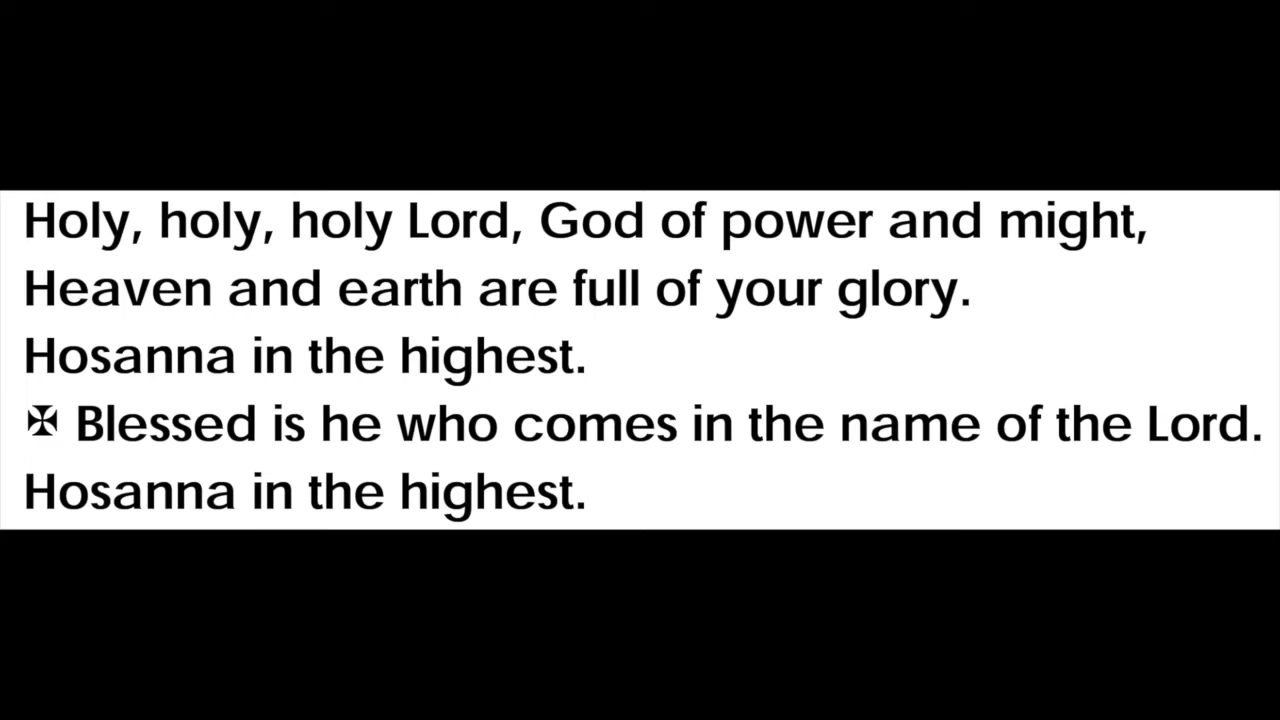 Holy, holy, holy Lord, God of power and might,
Heaven and earth are full of your glory.
Hosanna in the highest.
✠ Blessed is he who comes in the name of the Lord.
Hosanna in the highest.